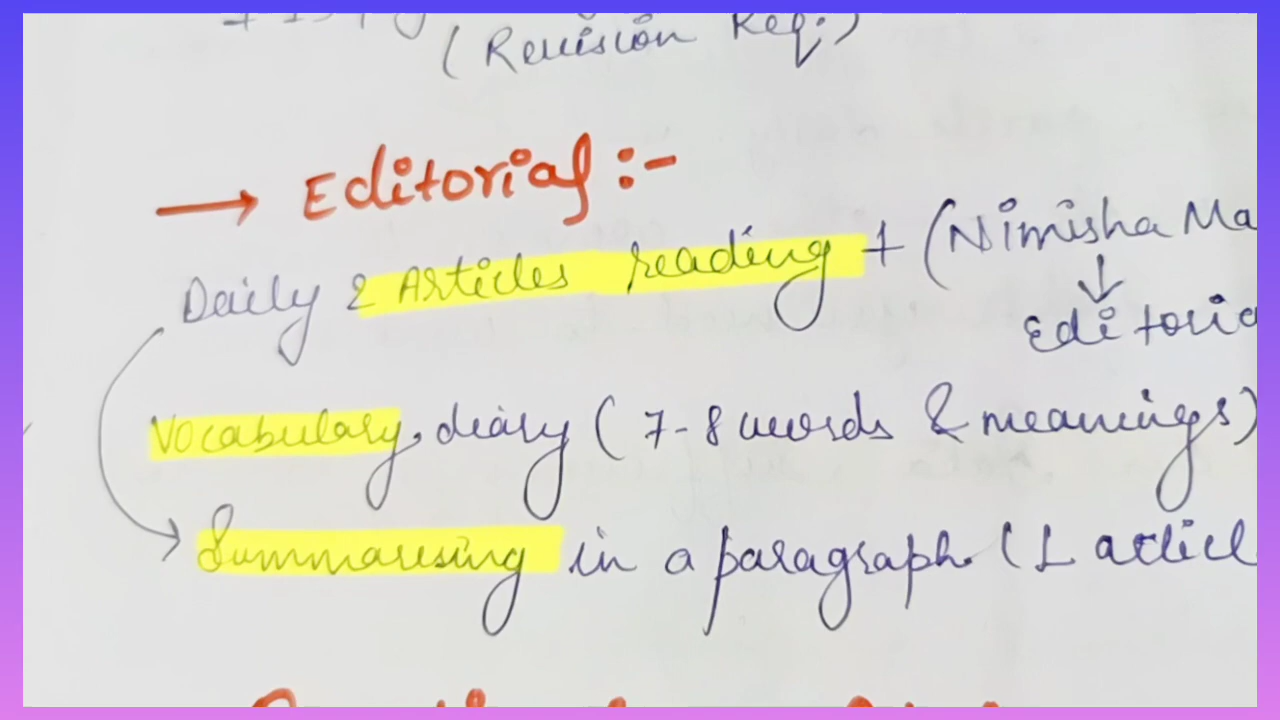 (Revision Req:)
→ Editorial :-
Daily 2 Articles reading + (Nimisha Ma
↓
Editoria
Vocabulary diary (7-8 words & meanings)
Summaresing in a paragraph (1 articl